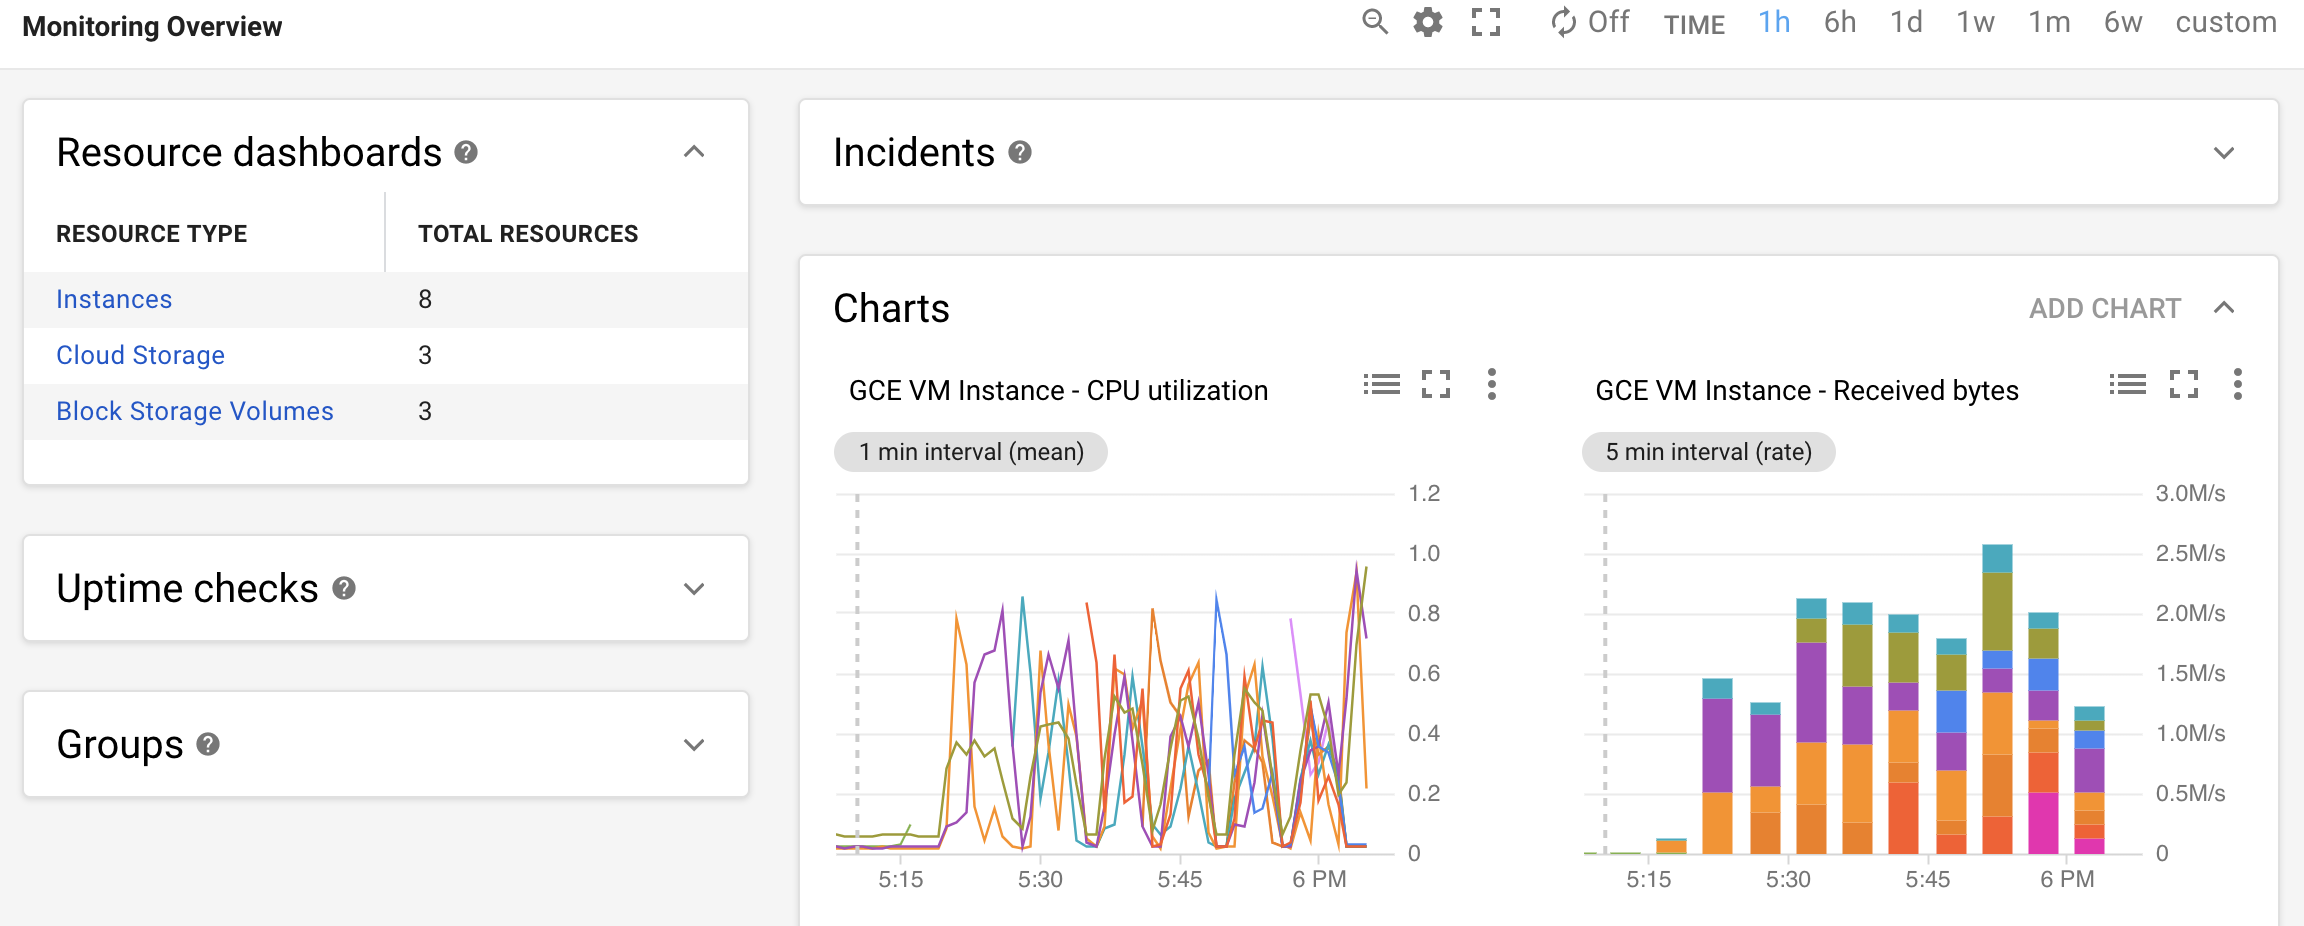 Monitoring Overview
Off TIME 1h 6h 1d 1w 1m 6w custom
Resource dashboards ?
RESOURCE TYPE TOTAL RESOURCES
Instances 8
Cloud Storage 3
Block Storage Volumes 3
Uptime checks ?
Groups ?
Incidents ?
Charts
ADD CHART
GCE VM Instance - CPU utilization
1 min interval (mean)
1.2
1.0
0.8
0.6
0.4
0.2
0
5:15 5:30 5:45 6 PM
GCE VM Instance - Received bytes
5 min interval (rate)
3.0M/s
2.5M/s
2.0M/s
1.5M/s
1.0M/s
0.5M/s
0
5:15 5:30 5:45 6 PM